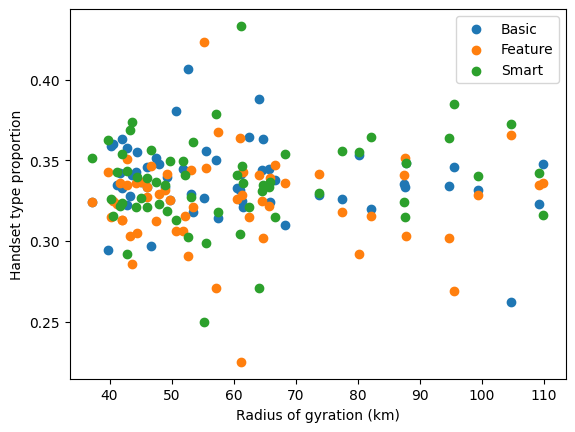 Basic
Feature
Smart
0.40
0.35
0.30
0.25
Handset type proportion
40 50 60 70 80 90 100 110
Radius of gyration (km)